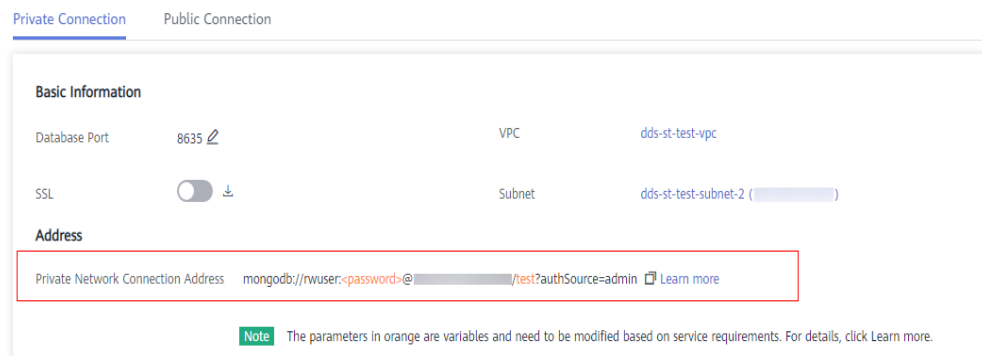 Private Connection Public Connection
Basic Information
Database Port 8635 VPC dds-st-test-vpc
SSL Subnet dds-st-test-subnet-2 ( )
Address
Private Network Connection Address mongodb://rwuser:<password>@ /test?authSource=admin Learn more
Note The parameters in orange are variables and need to be modified based on service requirements. For details, click Learn more.